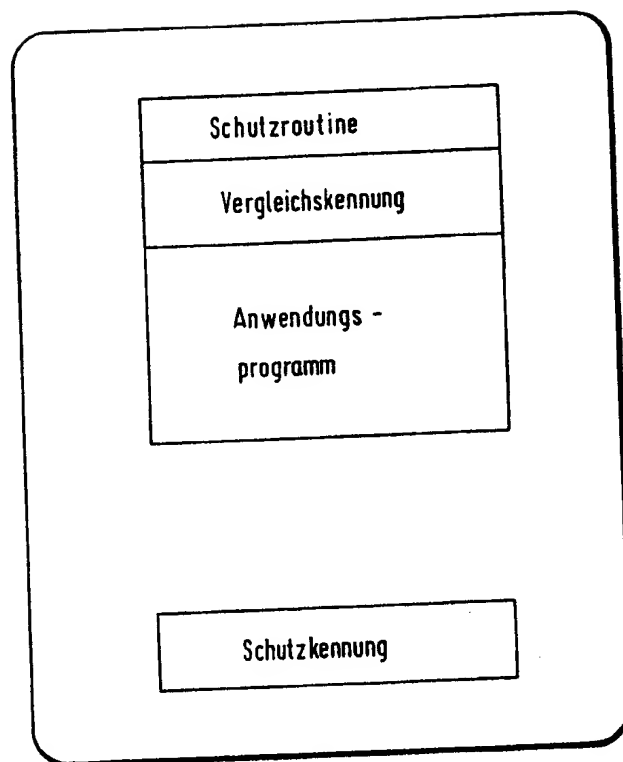 Schutzroutine
Vergleichskennung
Anwendungs -
programm
Schutzkennung